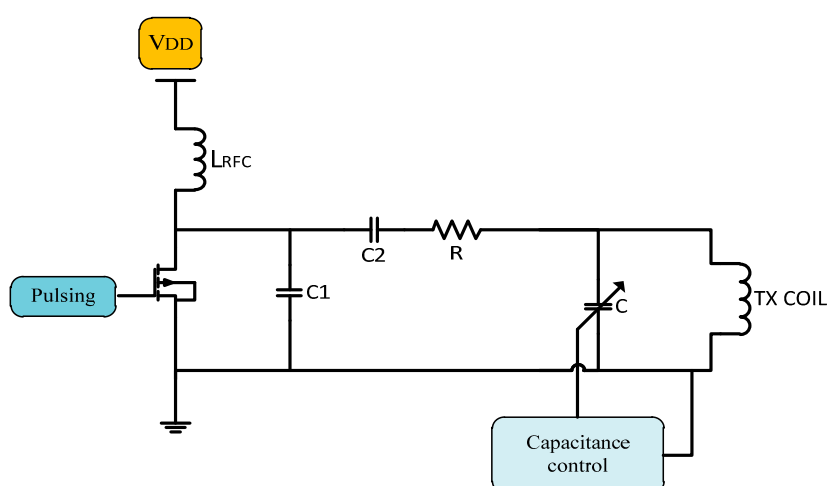 VDD
LRFC
C2
R
Pulsing
C1
C
TX COIL
Capacitance
control